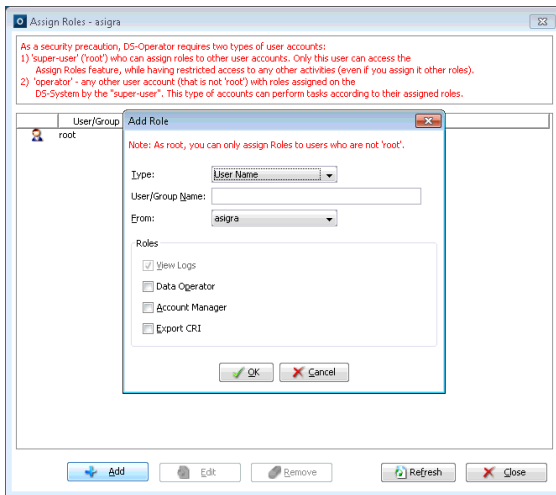 Assign Roles - asigra
As a security precaution, DS-Operator requires two types of user accounts:
1) 'super-user' ('root') who can assign roles to other user accounts. Only this user can access the
Assign Roles feature, while having restricted access to any other activities (even if you assign it other roles).
2) 'operator' - any other user account (that is not 'root') with roles assigned on the
DS-System by the "super-user". This type of accounts can perform tasks according to their assigned roles.
User/Group
root
Add Role
Note: As root, you can only assign Roles to users who are not 'root'.
Type: User Name
User/Group Name:
From: asigra
Roles
View Logs
Data Operator
Account Manager
Export CRI
OK Cancel
Add Edit Remove Refresh Close